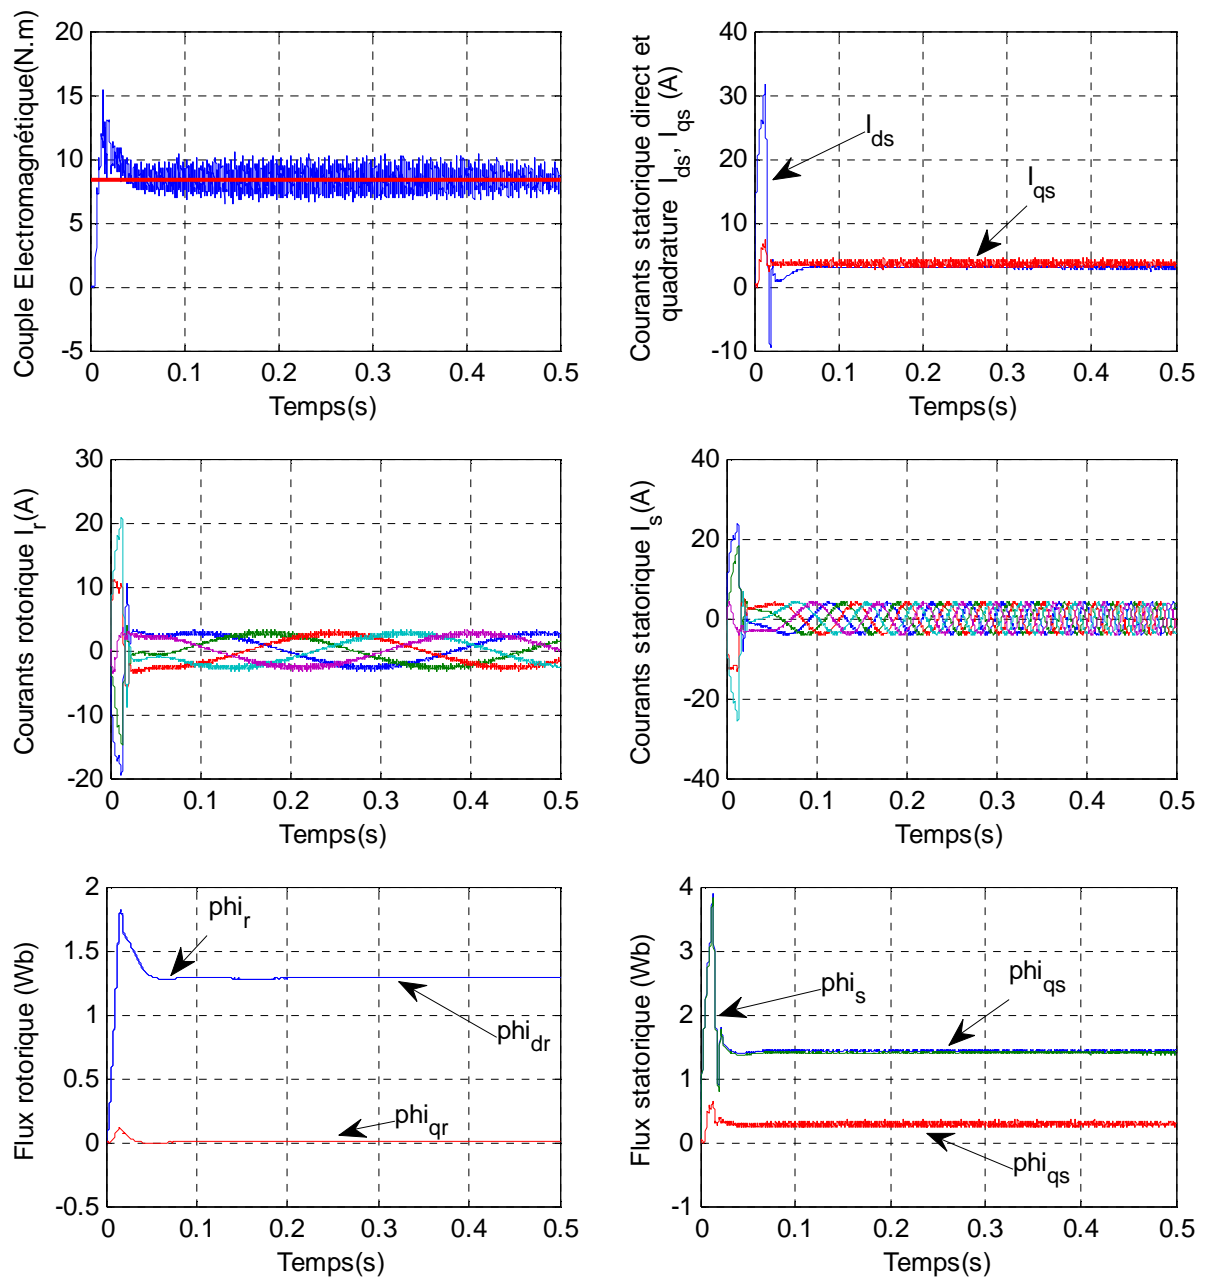 Couple Electromagnétique(N.m)
20
15
10
5
0
-5
0 0.1 0.2 0.3 0.4 0.5
Temps(s)
Courants statorique direct et
quadrature I_ds, I_qs (A)
40
30
20
10
0
-10
I_ds
I_qs
0 0.1 0.2 0.3 0.4 0.5
Temps(s)
Courants rotorique I_r(A)
30
20
10
0
-10
-20
0 0.1 0.2 0.3 0.4 0.5
Temps(s)
Courants statorique I_s(A)
40
20
0
-20
-40
0 0.1 0.2 0.3 0.4 0.5
Temps(s)
Flux rotorique (Wb)
2
1.5
1
0.5
0
-0.5
phi_r
phi_dr
phi_qr
0 0.1 0.2 0.3 0.4 0.5
Temps(s)
Flux statorique (Wb)
4
3
2
1
0
-1
phi_s
phi_qs
phi_qs
0 0.1 0.2 0.3 0.4 0.5
Temps(s)